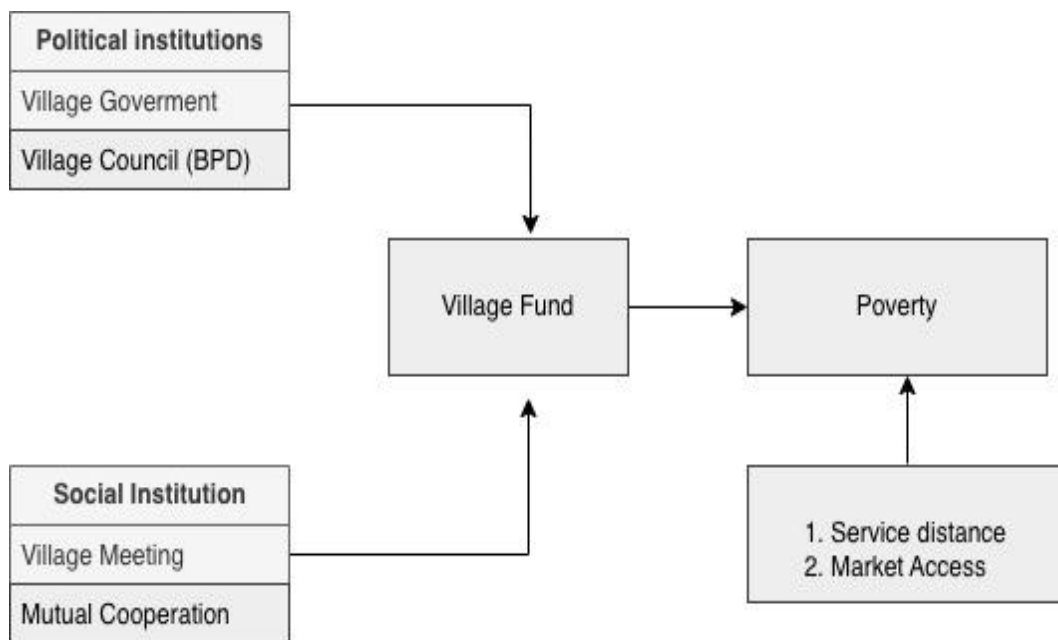 Political institutions
Village Goverment
Village Council (BPD)
Village Fund
Poverty
Social Institution
Village Meeting
Mutual Cooperation
1. Service distance
2. Market Access